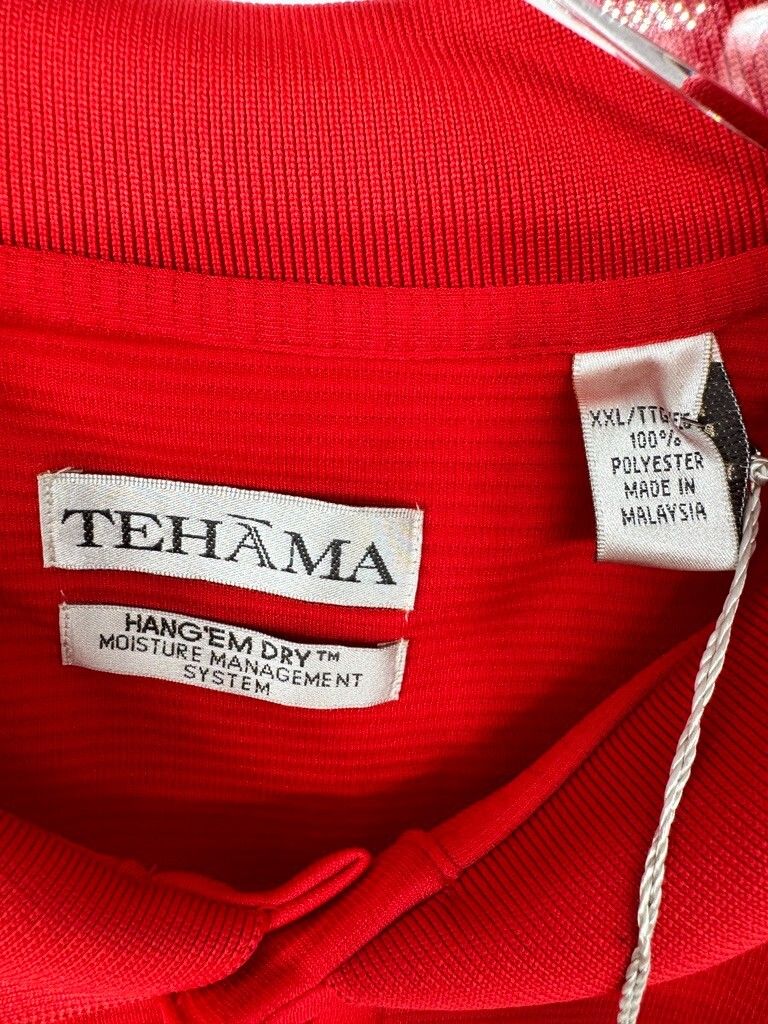 TEHĀMA
HANG'EM DRY™
MOISTURE MANAGEMENT
SYSTEM
100%
POLYESTER
MADE IN
MALAYSIA